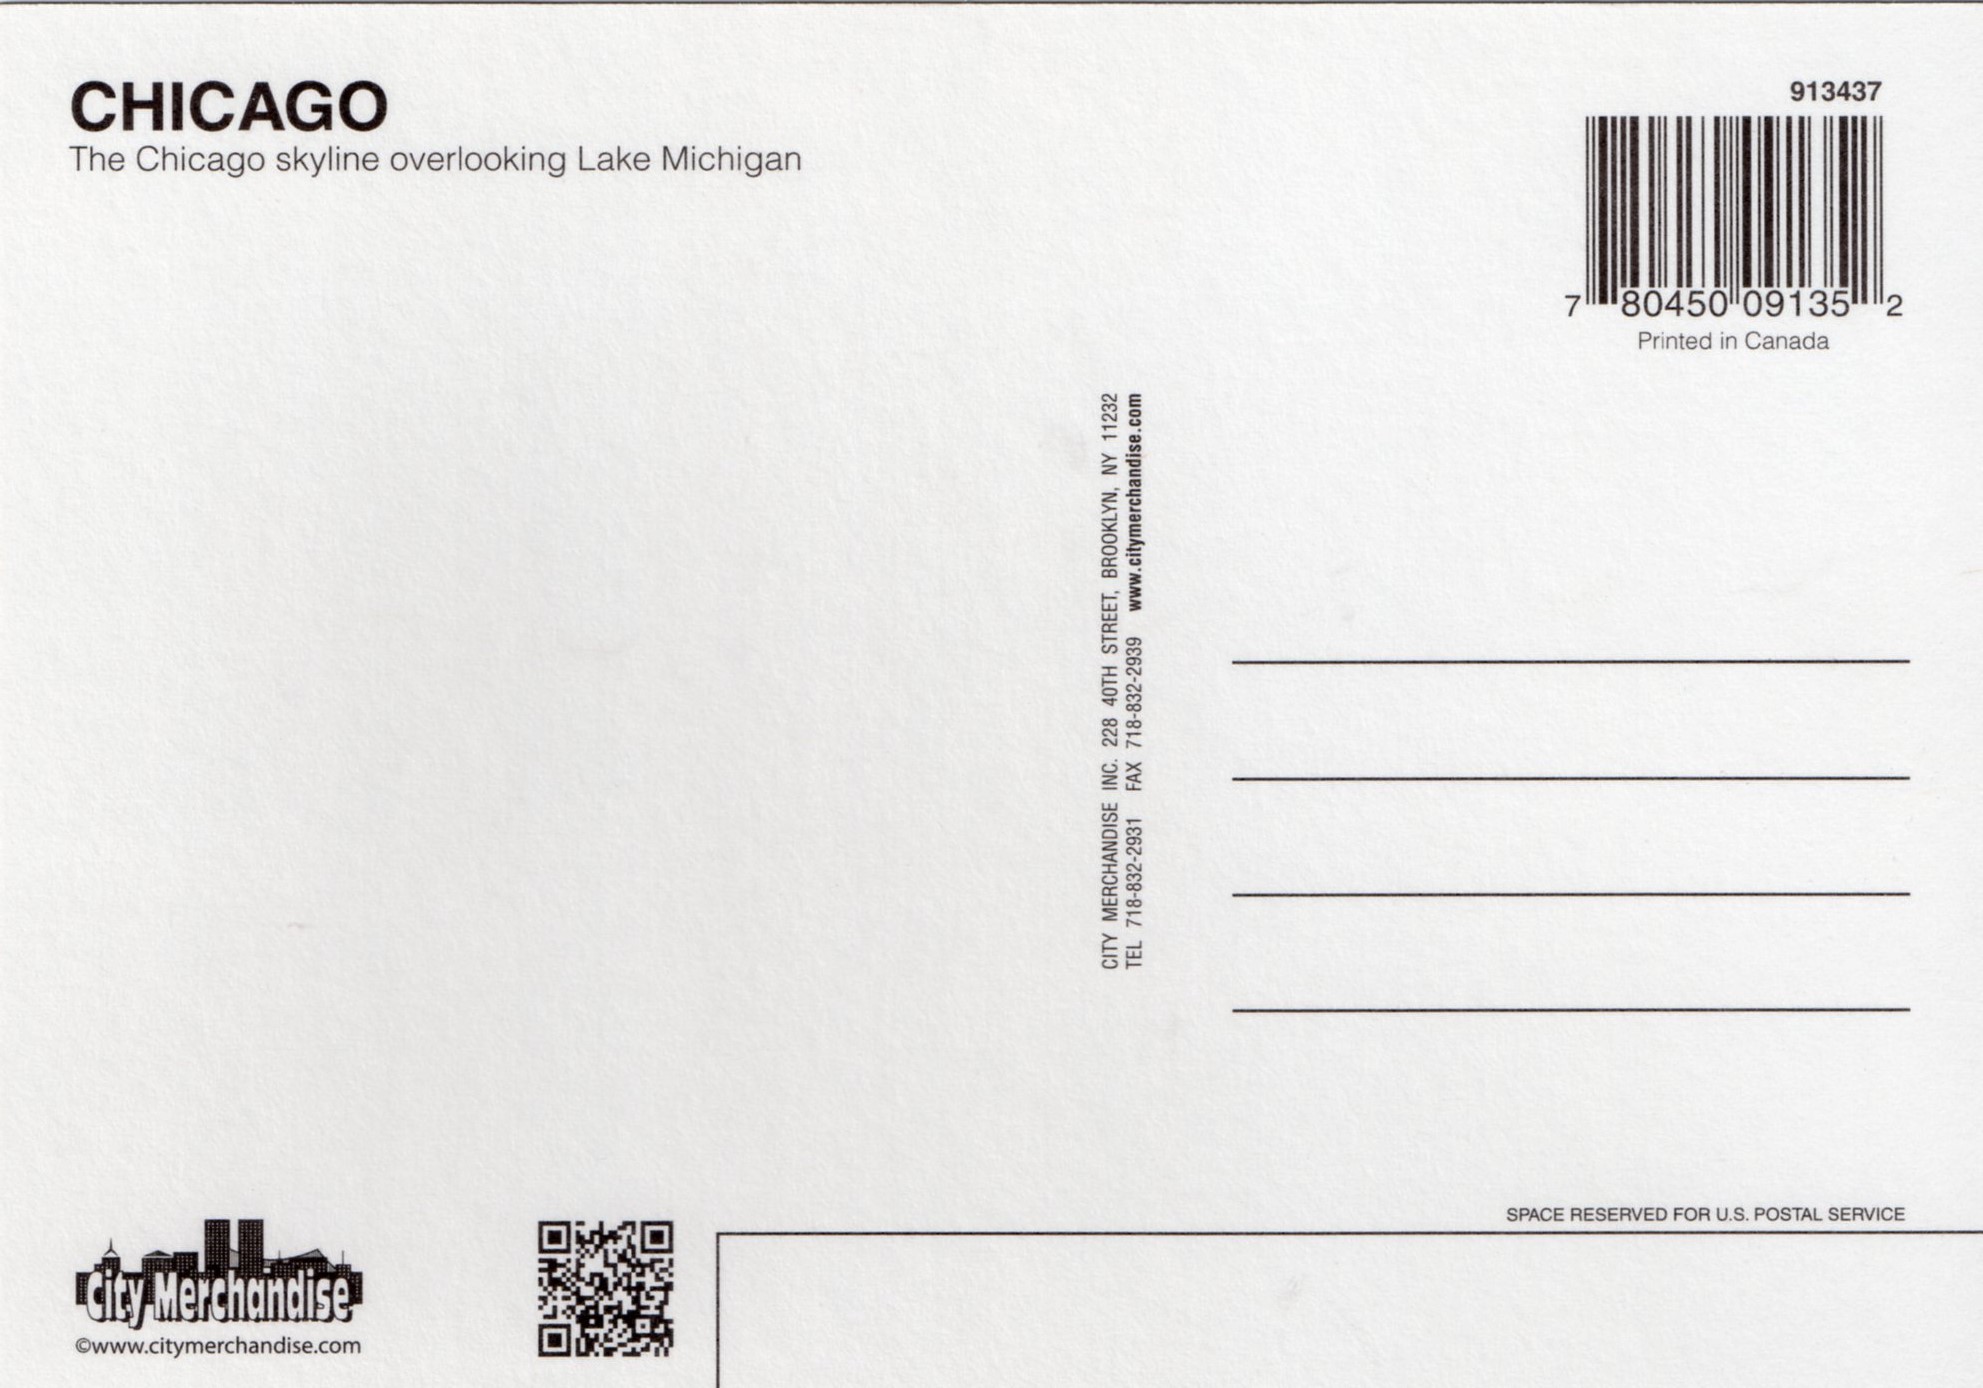 CHICAGO
The Chicago skyline overlooking Lake Michigan
913437
7 80450 09135 2
Printed in Canada
CITY MERCHANDISE INC. 228 40TH STREET, BROOKLYN, NY 11232
TEL 718-832-2931 FAX 718-832-2939 www.citymerchandise.com
SPACE RESERVED FOR U.S. POSTAL SERVICE
City Merchandise
©www.citymerchandise.com